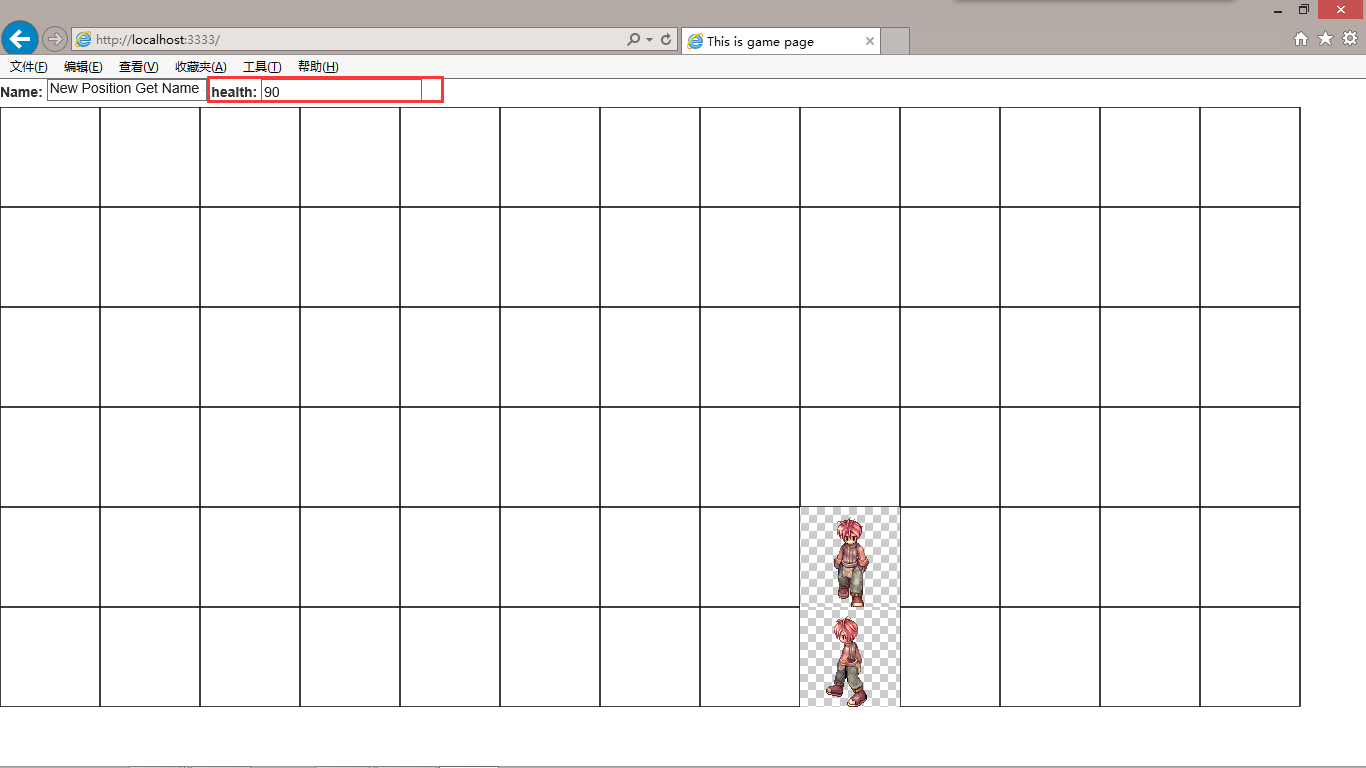 http://localhost:3333/
This is game page
文件(F) 编辑(E) 查看(V) 收藏夹(A) 工具(T) 帮助(H)
Name: New Position Get Name health: 90